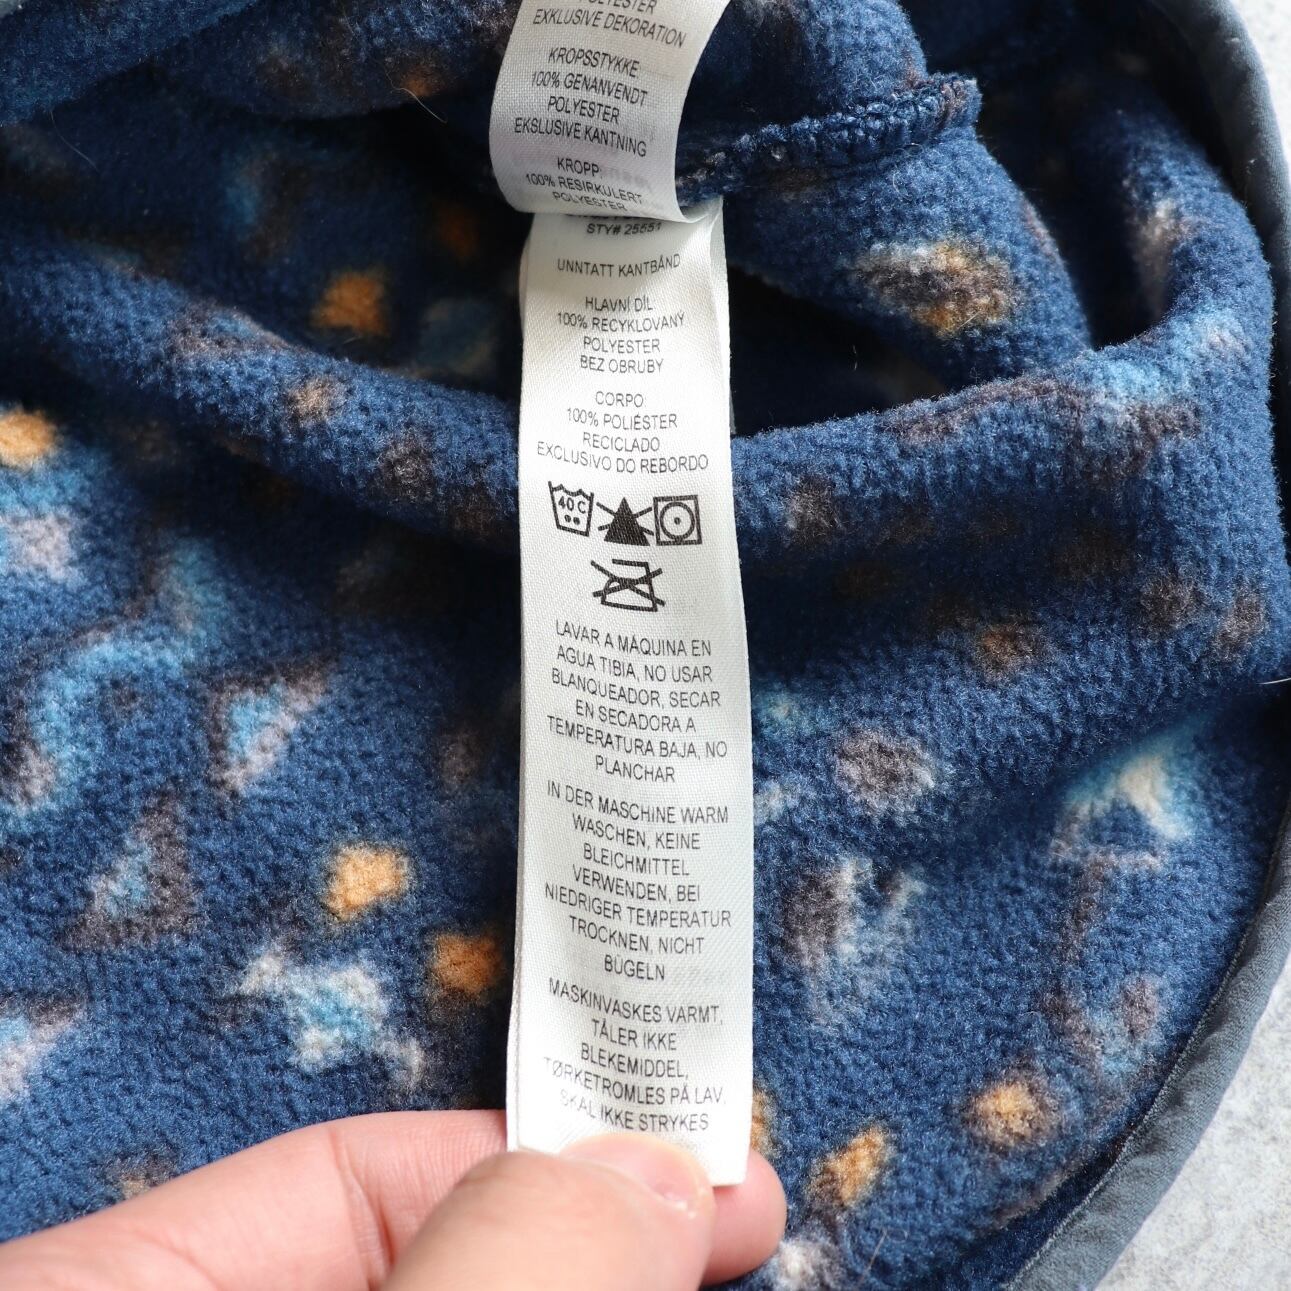 POLYESTER
EXKLUSIVE DEKORATION
KROPSSTYKKE
100% GENANVENDT
POLYESTER
EKSLUSIVE KANTNING
KROPP:
100% RESIRKULERT
POLYESTER
STY# 25551
UNNTATT KANTBÅND
HLAVNÍ DÍL
100% RECYKLOVANÝ
POLYESTER
BEZ OBRUBY
CORPO:
100% POLIÉSTER
RECICLADO
EXCLUSIVO DO REBORDO
40C
LAVAR A MÁQUINA EN
AGUA TIBIA, NO USAR
BLANQUEADOR, SECAR
EN SECADORA A
TEMPERATURA BAJA, NO
PLANCHAR
IN DER MASCHINE WARM
WASCHEN, KEINE
BLEICHMITTEL
VERWENDEN, BEI
NIEDRIGER TEMPERATUR
TROCKNEN, NICHT
BÜGELN
MASKINVASKES VARMT,
TÅLER IKKE
BLEKEMIDDEL,
TØRKETROMLES PÅ LAV,
SKAL IKKE STRYKES